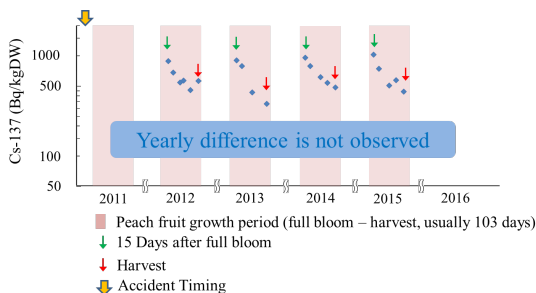 Cs-137 (Bq/kgDW)
1000
500
100
50
Yearly difference is not observed
2011 2012 2013 2014 2015 2016
Peach fruit growth period (full bloom – harvest, usually 103 days)
15 Days after full bloom
Harvest
Accident Timing